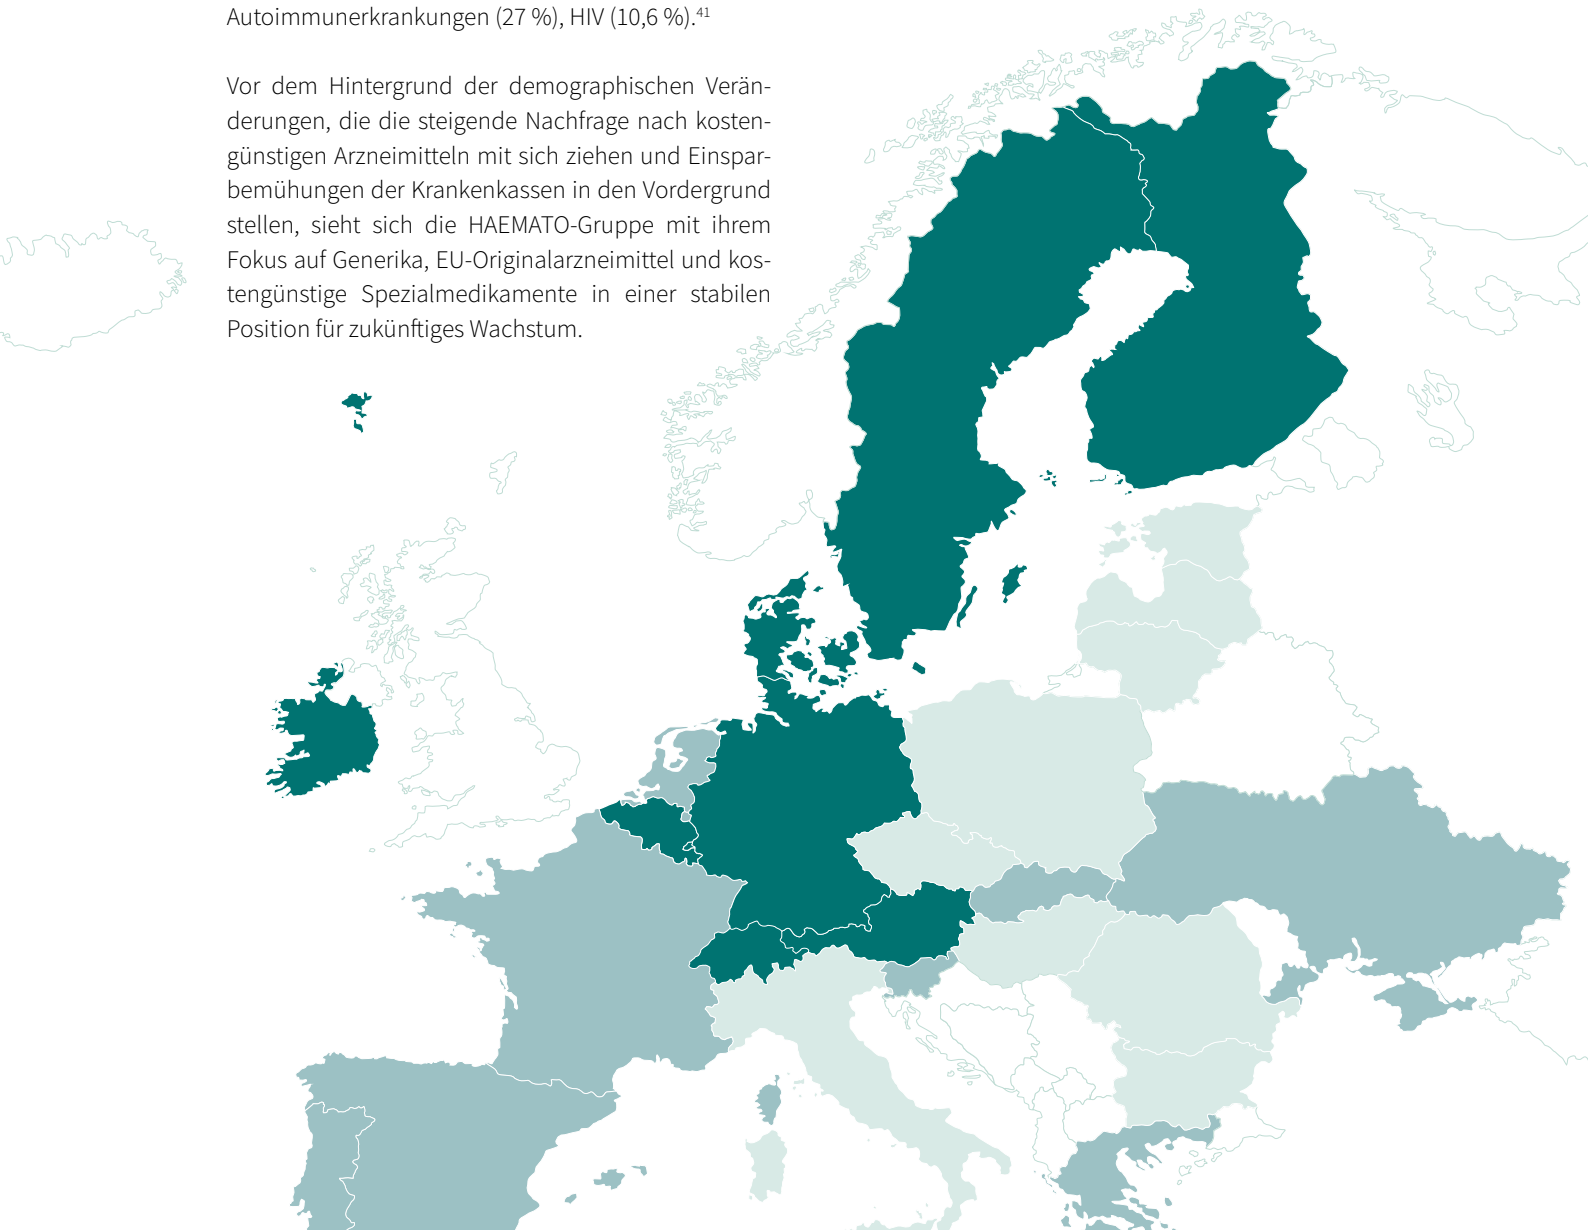 Autoimmunerkrankungen (27 %), HIV (10,6 %).⁴¹
Vor dem Hintergrund der demographischen Verän-
derungen, die die steigende Nachfrage nach kosten-
günstigen Arzneimitteln mit sich ziehen und Einspar-
bemühungen der Krankenkassen in den Vordergrund
stellen, sieht sich die HAEMATO-Gruppe mit ihrem
Fokus auf Generika, EU-Originalarzneimittel und kos-
tengünstige Spezialmedikamente in einer stabilen
Position für zukünftiges Wachstum.